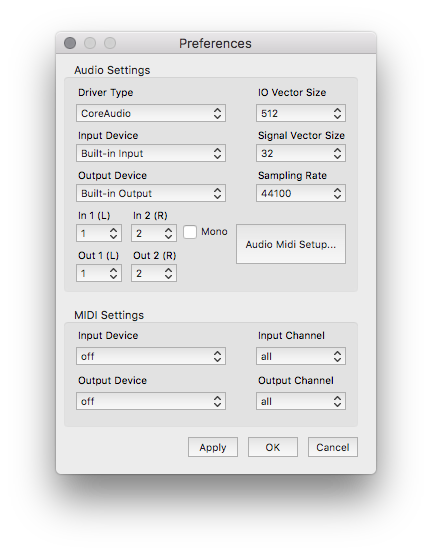 Preferences
Audio Settings
Driver Type IO Vector Size
CoreAudio 512
Input Device Signal Vector Size
Built-in Input 32
Output Device Sampling Rate
Built-in Output 44100
In 1 (L) In 2 (R)
1 2 Mono Audio Midi Setup...
Out 1 (L) Out 2 (R)
1 2
MIDI Settings
Input Device Input Channel
off all
Output Device Output Channel
off all
Apply OK Cancel